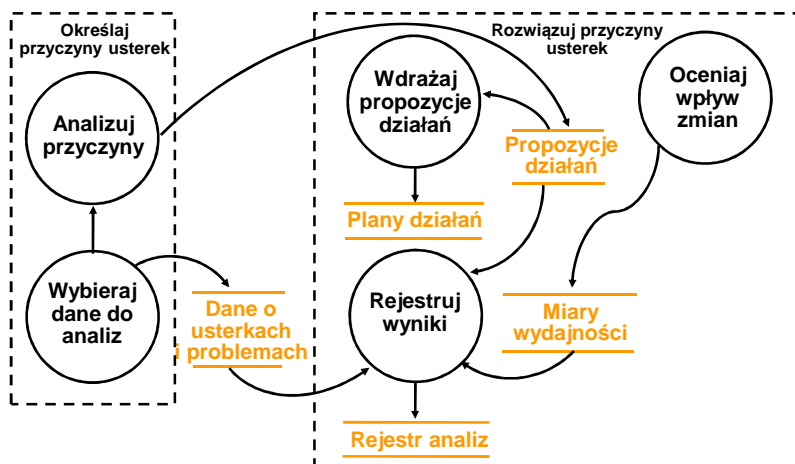 Określaj
przyczyny usterek
Rozwiązuj przyczyny
usterek
Analizuj
przyczyny
Wdrażaj
propozycje
działań
Oceniaj
wpływ
zmian
Propozycje
działań
Plany działań
Wybieraj
dane do
analiz
Dane o
usterkach
i problemach
Rejestruj
wyniki
Miary
wydajności
Rejestr analiz